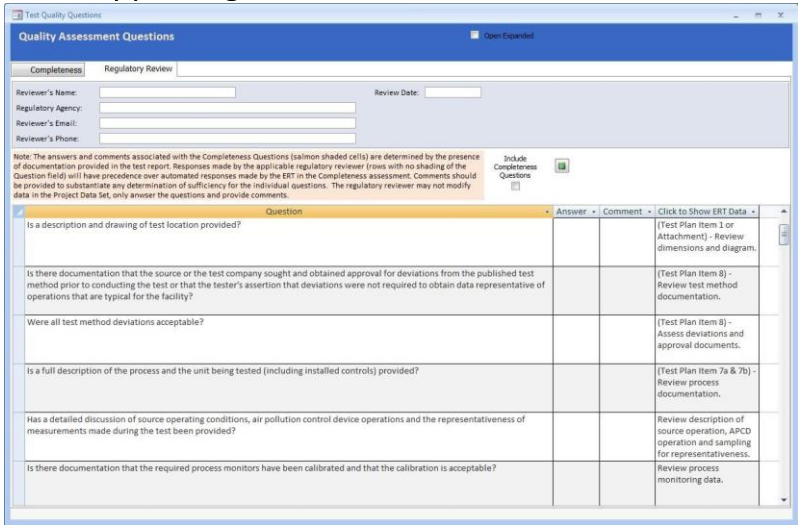 Test Quality Questions
Quality Assessment Questions
Open Expanded
Completeness
Regulatory Review
Reviewer's Name:
Review Date:
Regulatory Agency:
Reviewer's Email:
Reviewer's Phone:
Note: The answers and comments associated with the Completeness Questions (salmon shaded cells) are determined by the presence
of documentation provided in the test report. Responses made by the applicable regulatory reviewer (rows with no shading of the
Question field) will have precedence over automated responses made by the ERT in the Completeness assessment. Comments should
be provided to substantiate any determination of sufficiency for the individual questions. The regulatory reviewer may not modify
data in the Project Data Set, only anwser the questions and provide comments.
Include
Completeness
Questions
Question
Answer
Comment
Click to Show ERT Data
Is a description and drawing of test location provided?
(Test Plan Item 1 or
Attachment) - Review
dimensions and diagram.
Is there documentation that the source or the test company sought and obtained approval for deviations from the published test
method prior to conducting the test or that the tester's assertion that deviations were not required to obtain data representative of
operations that are typical for the facility?
(Test Plan Item 8) -
Review test method
documentation.
Were all test method deviations acceptable?
(Test Plan Item 8) -
Assess deviations and
approval documents.
Is a full description of the process and the unit being tested (including installed controls) provided?
(Test Plan Item 7a & 7b) -
Review process
documentation.
Has a detailed discussion of source operating conditions, air pollution control device operations and the representativeness of
measurements made during the test been provided?
Review description of
source operation, APCD
operation and sampling
for representativeness.
Is there documentation that the required process monitors have been calibrated and that the calibration is acceptable?
Review process
monitoring data.